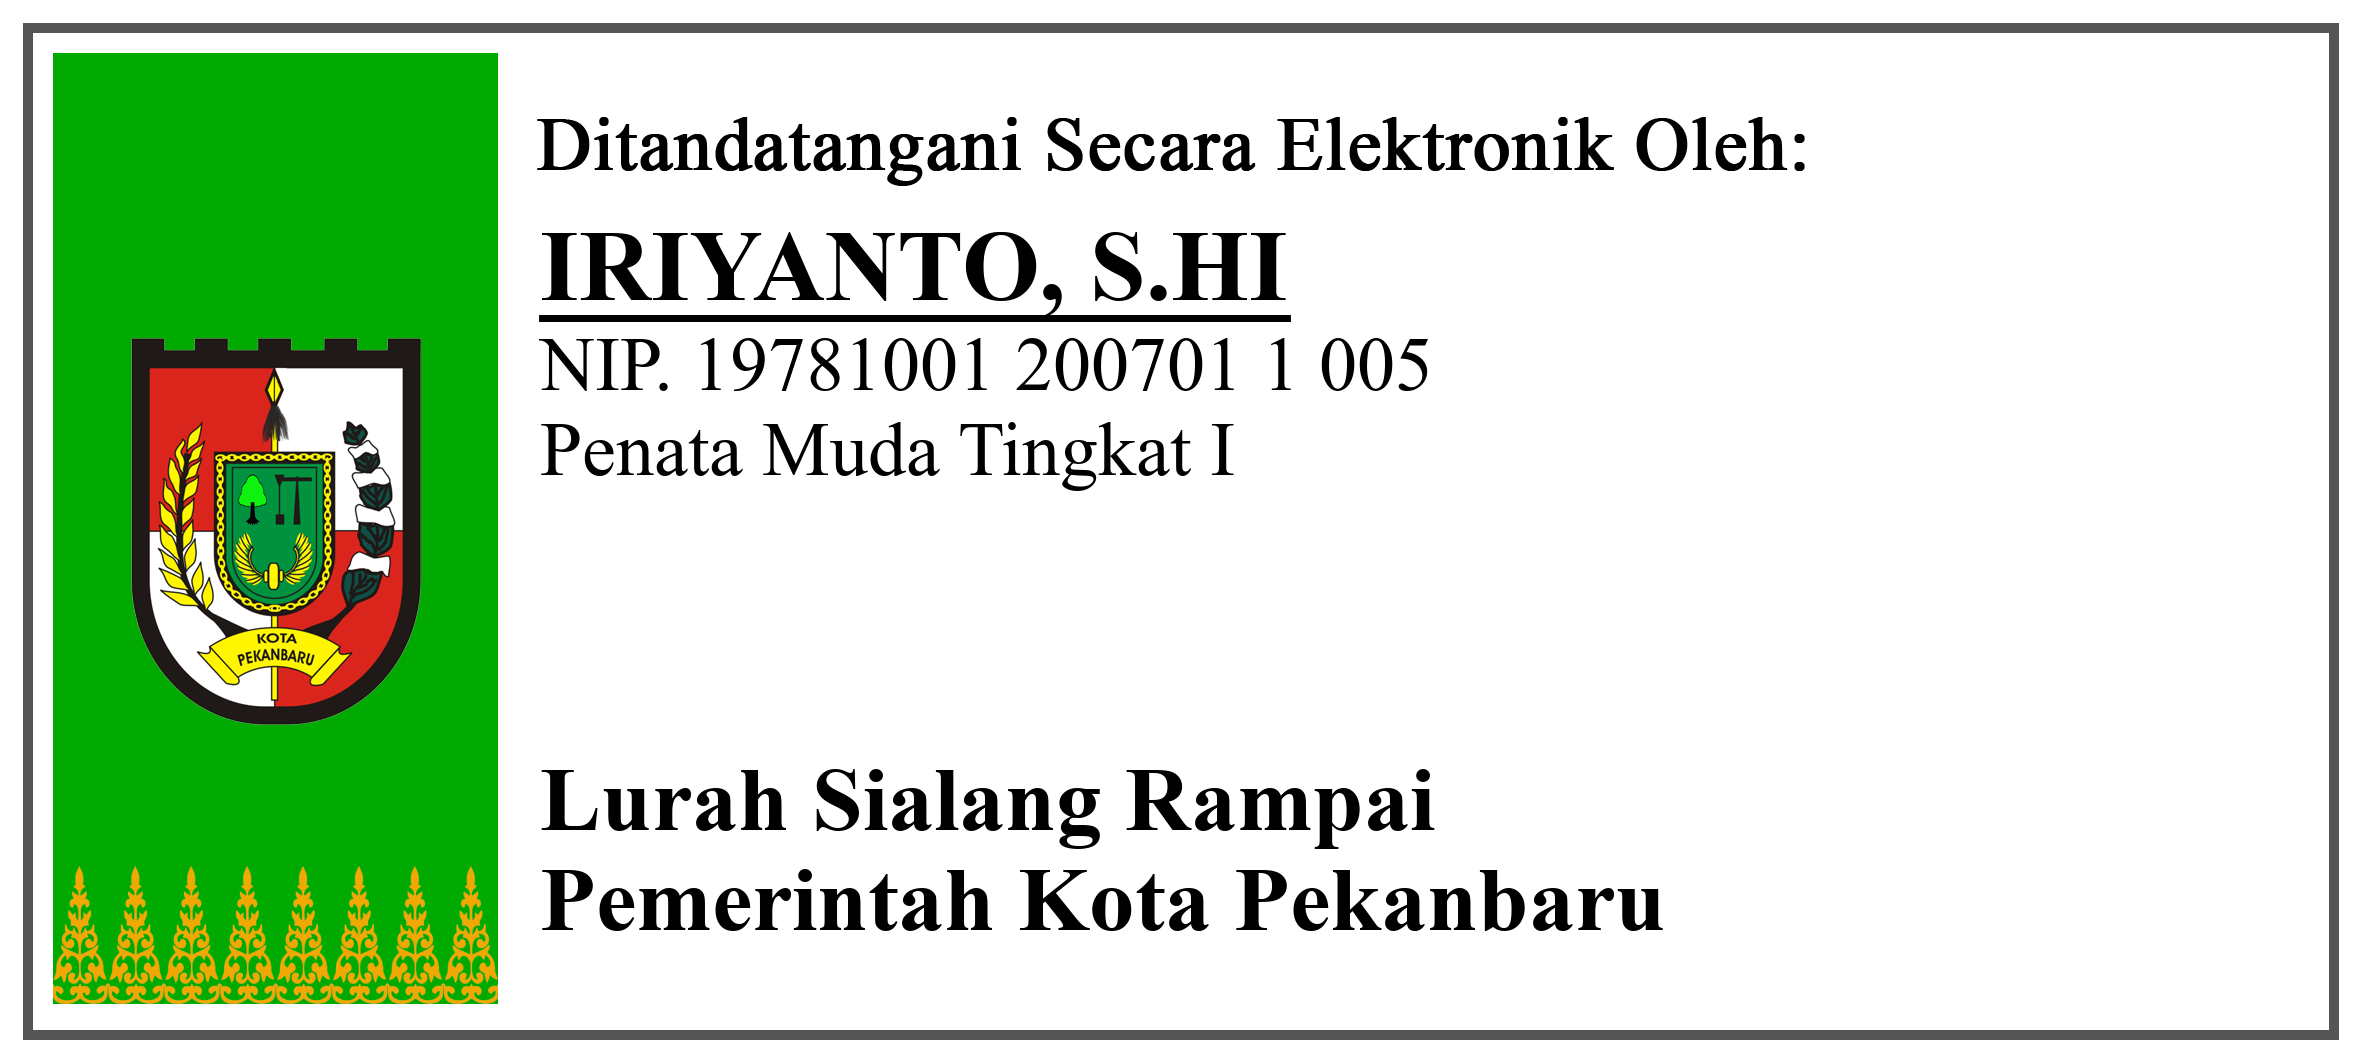 Ditandatangani Secara Elektronik Oleh:
IRIYANTO, S.HI
NIP. 19781001 200701 1 005
Penata Muda Tingkat I
KOTA
PEKANBARU
Lurah Sialang Rampai
Pemerintah Kota Pekanbaru